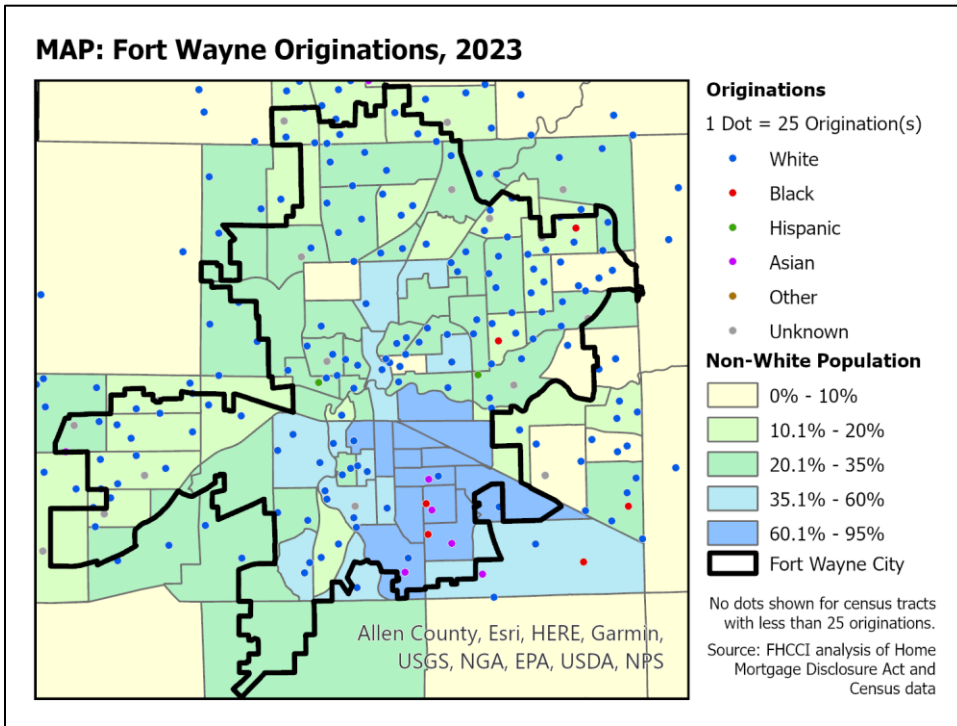 MAP: Fort Wayne Originations, 2023
Originations
1 Dot = 25 Origination(s)
White
Black
Hispanic
Asian
Other
Unknown
Non-White Population
0% - 10%
10.1% - 20%
20.1% - 35%
35.1% - 60%
60.1% - 95%
Fort Wayne City
No dots shown for census tracts
with less than 25 originations.
Source: FHCCI analysis of Home
Mortgage Disclosure Act and
Census data
Allen County, Esri, HERE, Garmin,
USGS, NGA, EPA, USDA, NPS